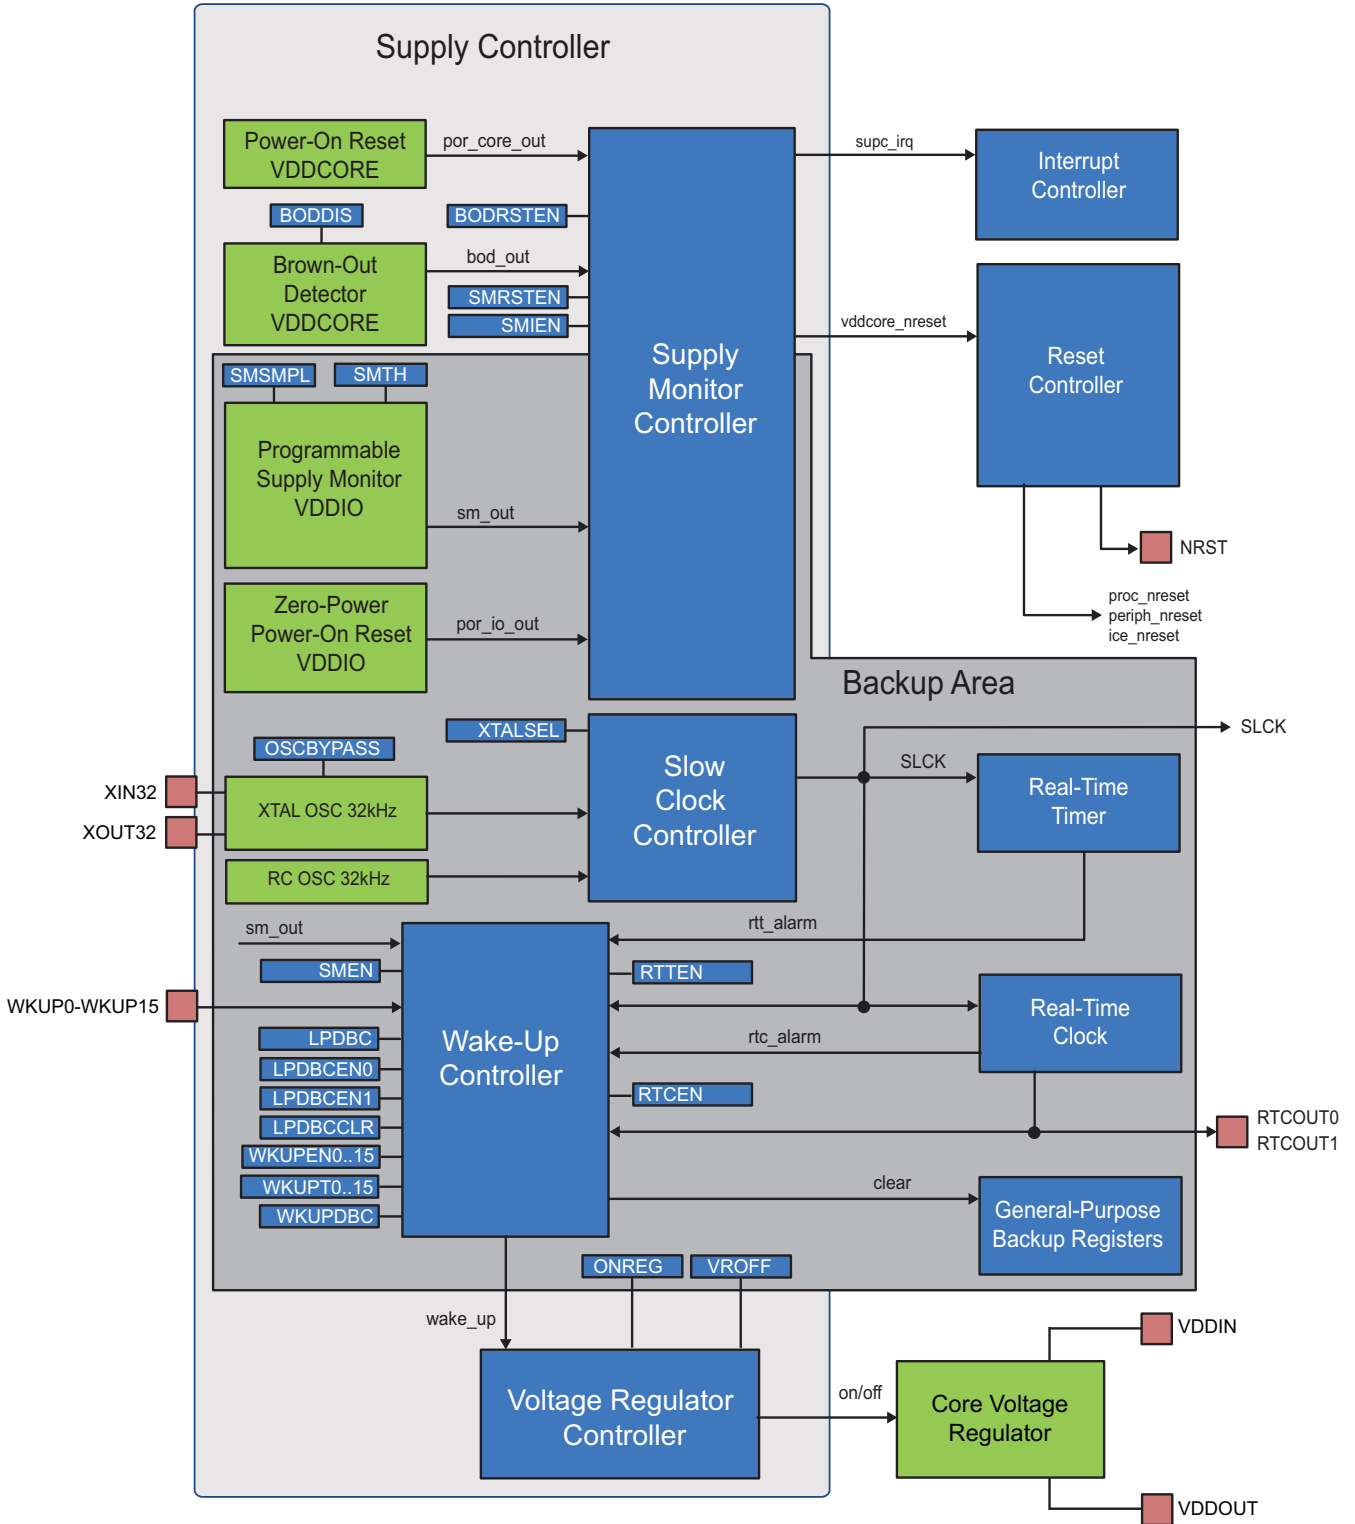 Supply Controller
Power-On Reset
VDDCORE
por_core_out
supc_irq
Interrupt
Controller
BODDIS
BODRSTEN
Brown-Out
Detector
VDDCORE
bod_out
SMRSTEN
SMIEN
vddcore_nreset
Reset
Controller
Supply
Monitor
Controller
SMSMPL
SMTH
Programmable
Supply Monitor
VDDIO
sm_out
NRST
Zero-Power
Power-On Reset
VDDIO
por_io_out
proc_nreset
periph_nreset
ice_nreset
Backup Area
XTALSEL
OSCBYPASS
Slow
Clock
Controller
SLCK
SLCK
Real-Time
Timer
XIN32
XOUT32
XTAL OSC 32kHz
RC OSC 32kHz
sm_out
rtt_alarm
SMEN
RTTEN
WKUP0-WKUP15
Wake-Up
Controller
Real-Time
Clock
LPDBC
rtc_alarm
LPDBCEN0
LPDBCEN1
RTCEN
LPDBCCLR
RTCOUT0
RTCOUT1
WKUPEN0..15
WKUPT0..15
WKUPDBC
clear
General-Purpose
Backup Registers
ONREG
VROFF
wake_up
VDDIN
Voltage Regulator
Controller
on/off
Core Voltage
Regulator
VDDOUT